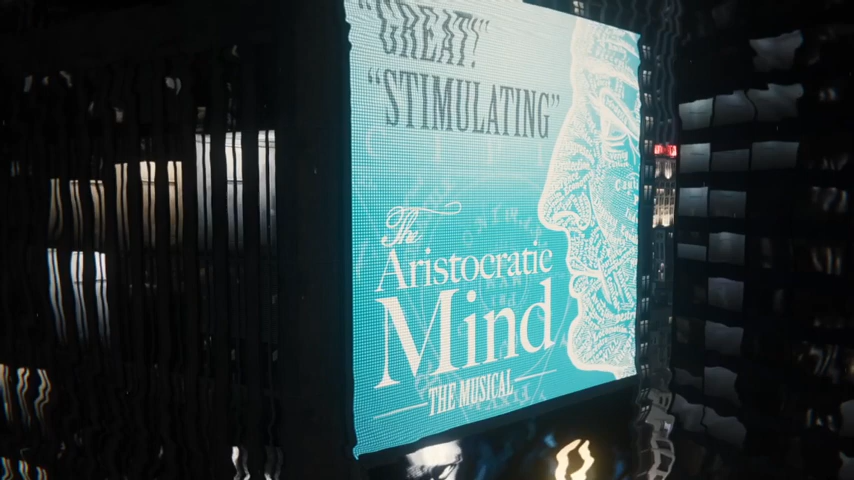 “GREAT!”
“STIMULATING”
The
Aristocratic
Mind
THE MUSICAL